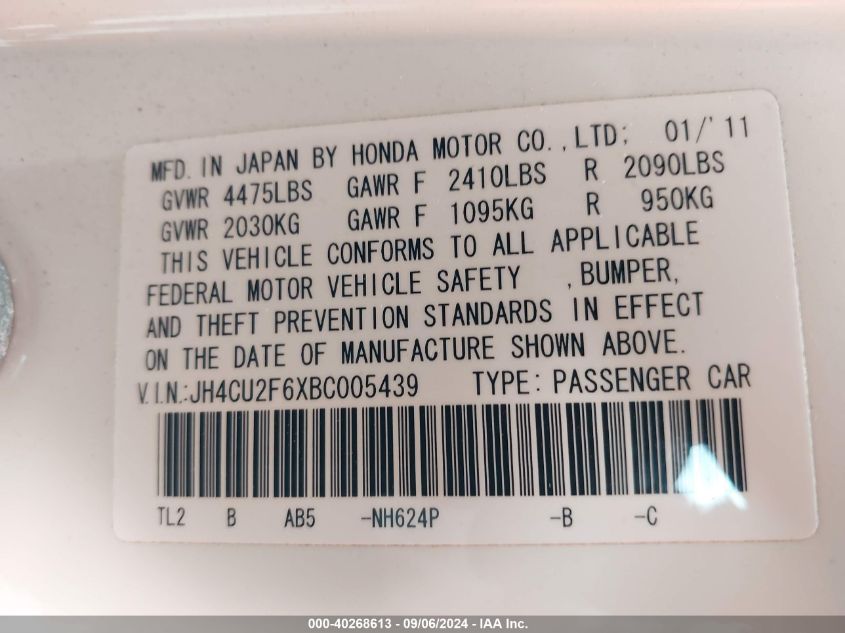 MFD. IN JAPAN BY HONDA MOTOR CO.,LTD; 01/'11
GVWR 4475LBS GAWR F 2410LBS R 2090LBS
GVWR 2030KG GAWR F 1095KG R 950KG
THIS VEHICLE CONFORMS TO ALL APPLICABLE
FEDERAL MOTOR VEHICLE SAFETY ,BUMPER,
AND THEFT PREVENTION STANDARDS IN EFFECT
ON THE DATE OF MANUFACTURE SHOWN ABOVE.
V.I.N.:JH4CU2F6XBC005439 TYPE: PASSENGER CAR
TL2 B AB5 -NH624P -B -C
000-40268613 - 09/06/2024 - IAA Inc.